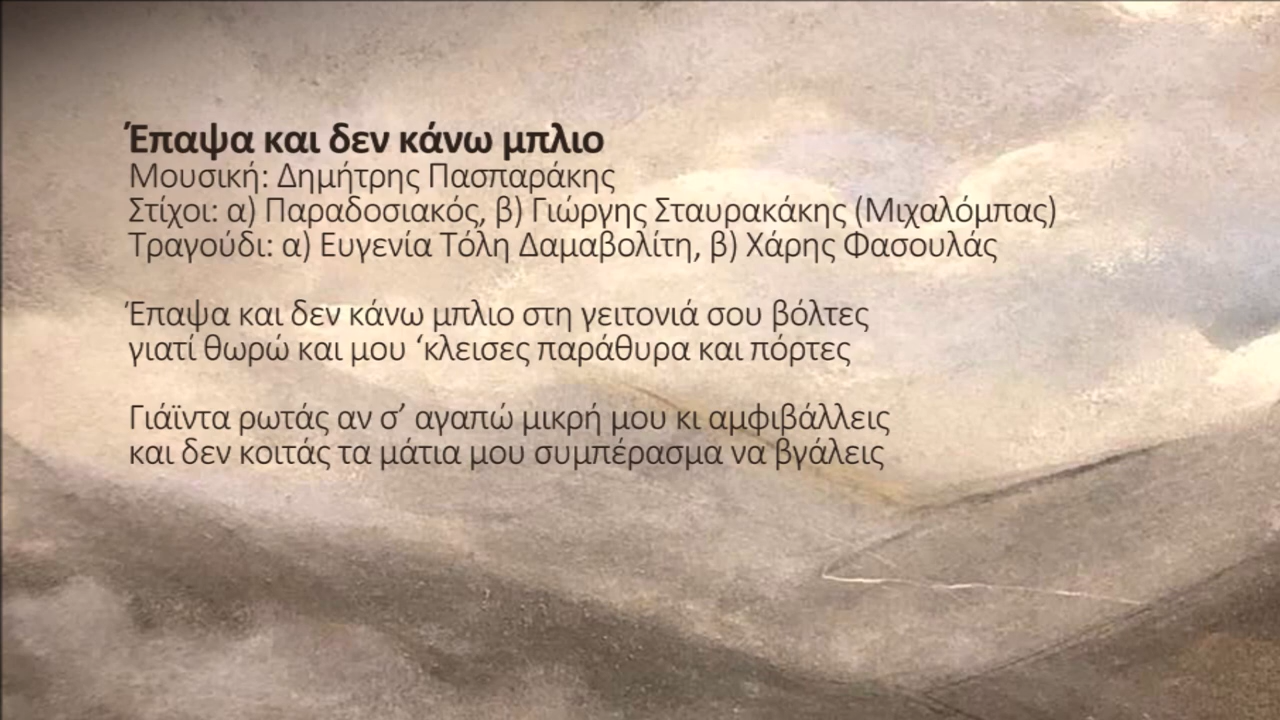 Έπαψα και δεν κάνω μπλιο
Μουσική: Δημήτρης Πασπαράκης
Στίχοι: α) Παραδοσιακός, β) Γιώργης Σταυρακάκης (Μιχαλόμπας)
Τραγούδι: α) Ευγενία Τόλη Δαμαβολίτη, β) Χάρης Φασουλάς
Έπαψα και δεν κάνω μπλιο στη γειτονιά σου βόλτες
γιατί θωρώ και μου ‘κλεισες παράθυρα και πόρτες
Γιάϊντα ρωτάς αν σ’ αγαπώ μικρή μου κι αμφιβάλλεις
και δεν κοιτάς τα μάτια μου συμπέρασμα να βγάλεις